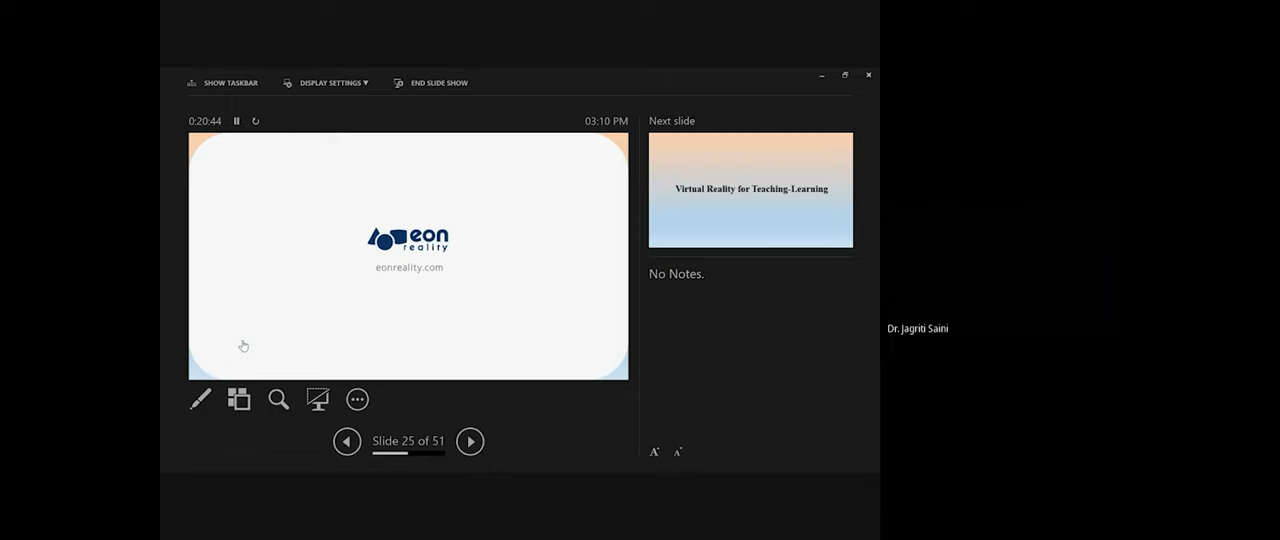 SHOW TASKBAR
DISPLAY SETTINGS ▼
END SLIDE SHOW
0:20:44
03:10 PM
Next slide
eon
reality
eonreality.com
Virtual Reality for Teaching-Learning
No Notes.
Dr. Jagriti Saini
Slide 25 of 51
A
A